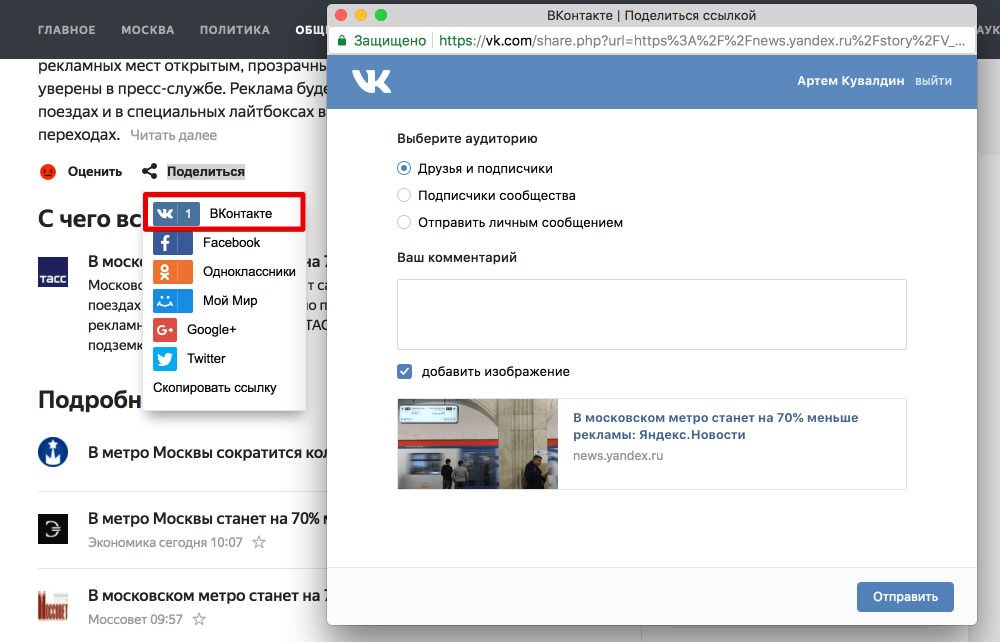 ГЛАВНОЕ МОСКВА ПОЛИТИКА ОБЩ
рекламных мест открытым, прозрачны
уверены в пресс-службе. Реклама буде
поездах и в специальных лайтбоксах в
переходах. Читать далее
Оценить Поделиться
С чего вс
ВКонтакте 1
Facebook
Одноклассники
Мой Мир
Google+
Twitter
Скопировать ссылку
ТАСС
В моск
Москово
поездах
рекламн
подземк
Подробн
В метро Москвы сократится кол
В метро Москвы станет на 70%
Экономика сегодня 10:07
МОССОВЕТ
В московском метро станет на
Моссовет 09:57
ВКонтакте | Поделиться ссылкой
Защищено https://vk.com/share.php?url=https%3A%2F%2Fnews.yandex.ru%2Fstory%2FV_...
Артем Кувалдин выйти
Выберите аудиторию
Друзья и подписчики
Подписчики сообщества
Отправить личным сообщением
Ваш комментарий
добавить изображение
В московском метро станет на 70% меньше
рекламы: Яндекс.Новости
news.yandex.ru
Отправить